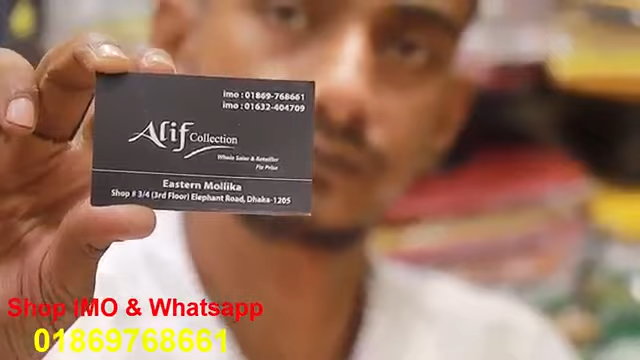 imo : 01869-768661
imo : 01632-404709
Alif Collection
Whole Saler & Retailler
Fix Price
Eastern Mollika
Shop # 3/4 (3rd Floor) Elephant Road, Dhaka-1205
Shop IMO & Whatsapp
01869768661